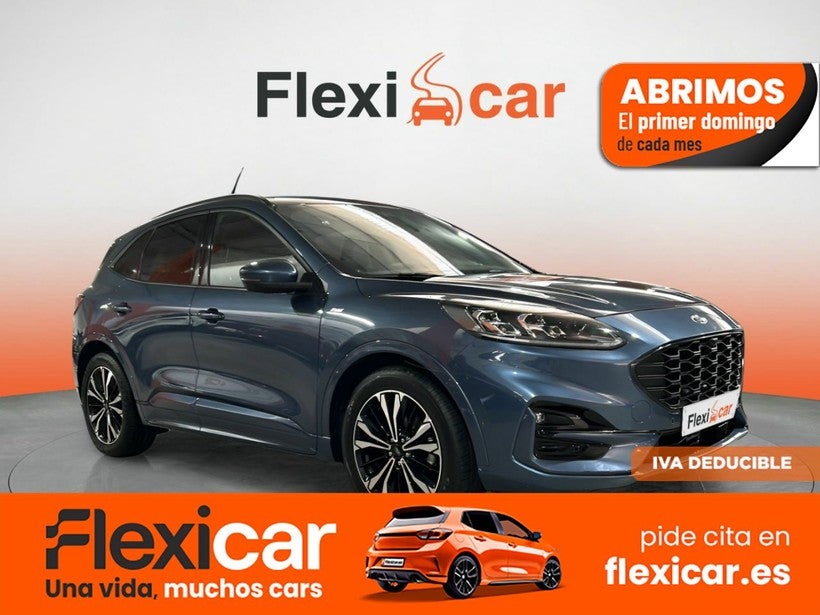 Flexicar
ABRIMOS
El primer domingo
de cada mes
Flexicar
IVA DEDUCIBLE
Flexicar
Una vida, muchos cars
pide cita en
flexicar.es